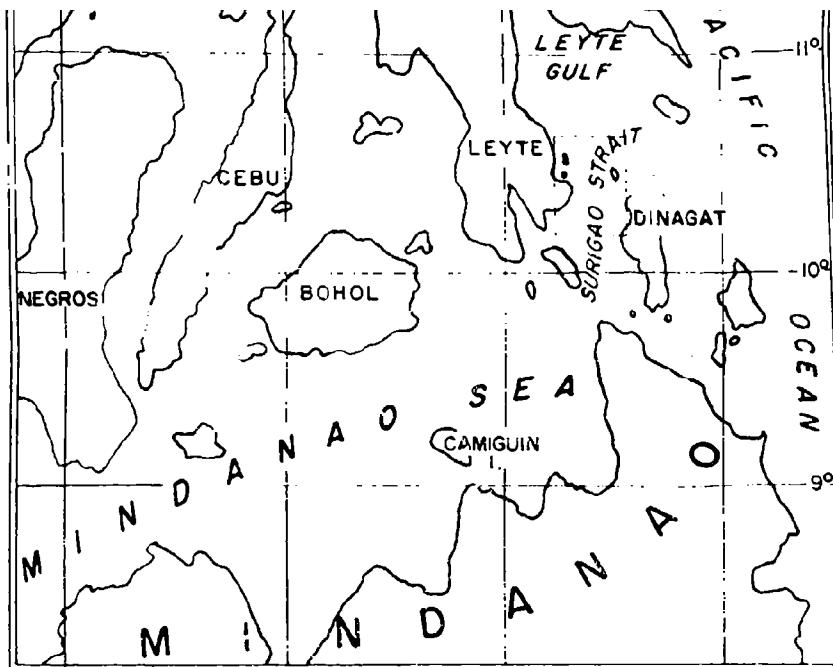 PACIFIC
OCEAN
LEYTE
GULF
11°
LEYTE
CEBU
SURIGAO STRAIT
DINAGAT
10°
NEGROS
BOHOL
MINDANAO SEA
CAMIGUIN
9°
MINDANAO